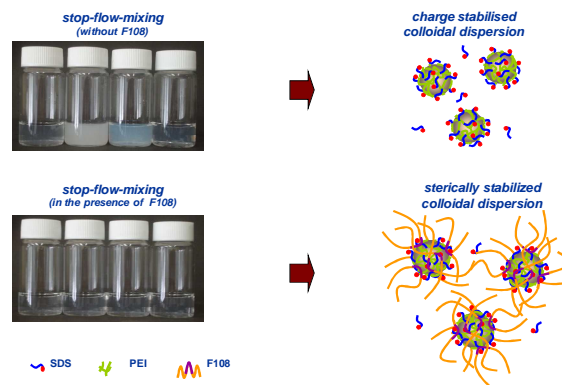 stop-flow-mixing
(without F108)
charge stabilised
colloidal dispersion
stop-flow-mixing
(in the presence of F108)
sterically stabilized
colloidal dispersion
SDS
PEI
F108